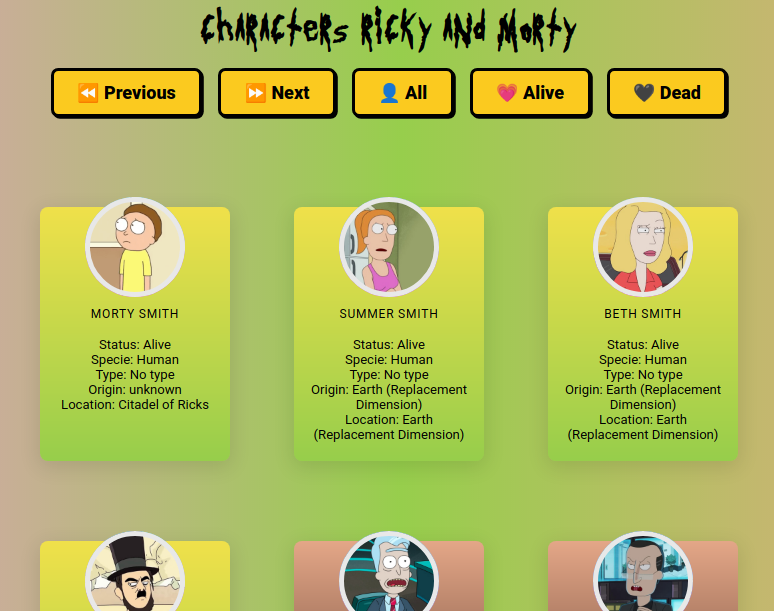 Characters Ricky and Morty
⏪ Previous
⏩ Next
👤 All
💗 Alive
🖤 Dead
MORTY SMITH
Status: Alive
Specie: Human
Type: No type
Origin: unknown
Location: Citadel of Ricks
SUMMER SMITH
Status: Alive
Specie: Human
Type: No type
Origin: Earth (Replacement
Dimension)
Location: Earth
(Replacement Dimension)
BETH SMITH
Status: Alive
Specie: Human
Type: No type
Origin: Earth (Replacement
Dimension)
Location: Earth
(Replacement Dimension)